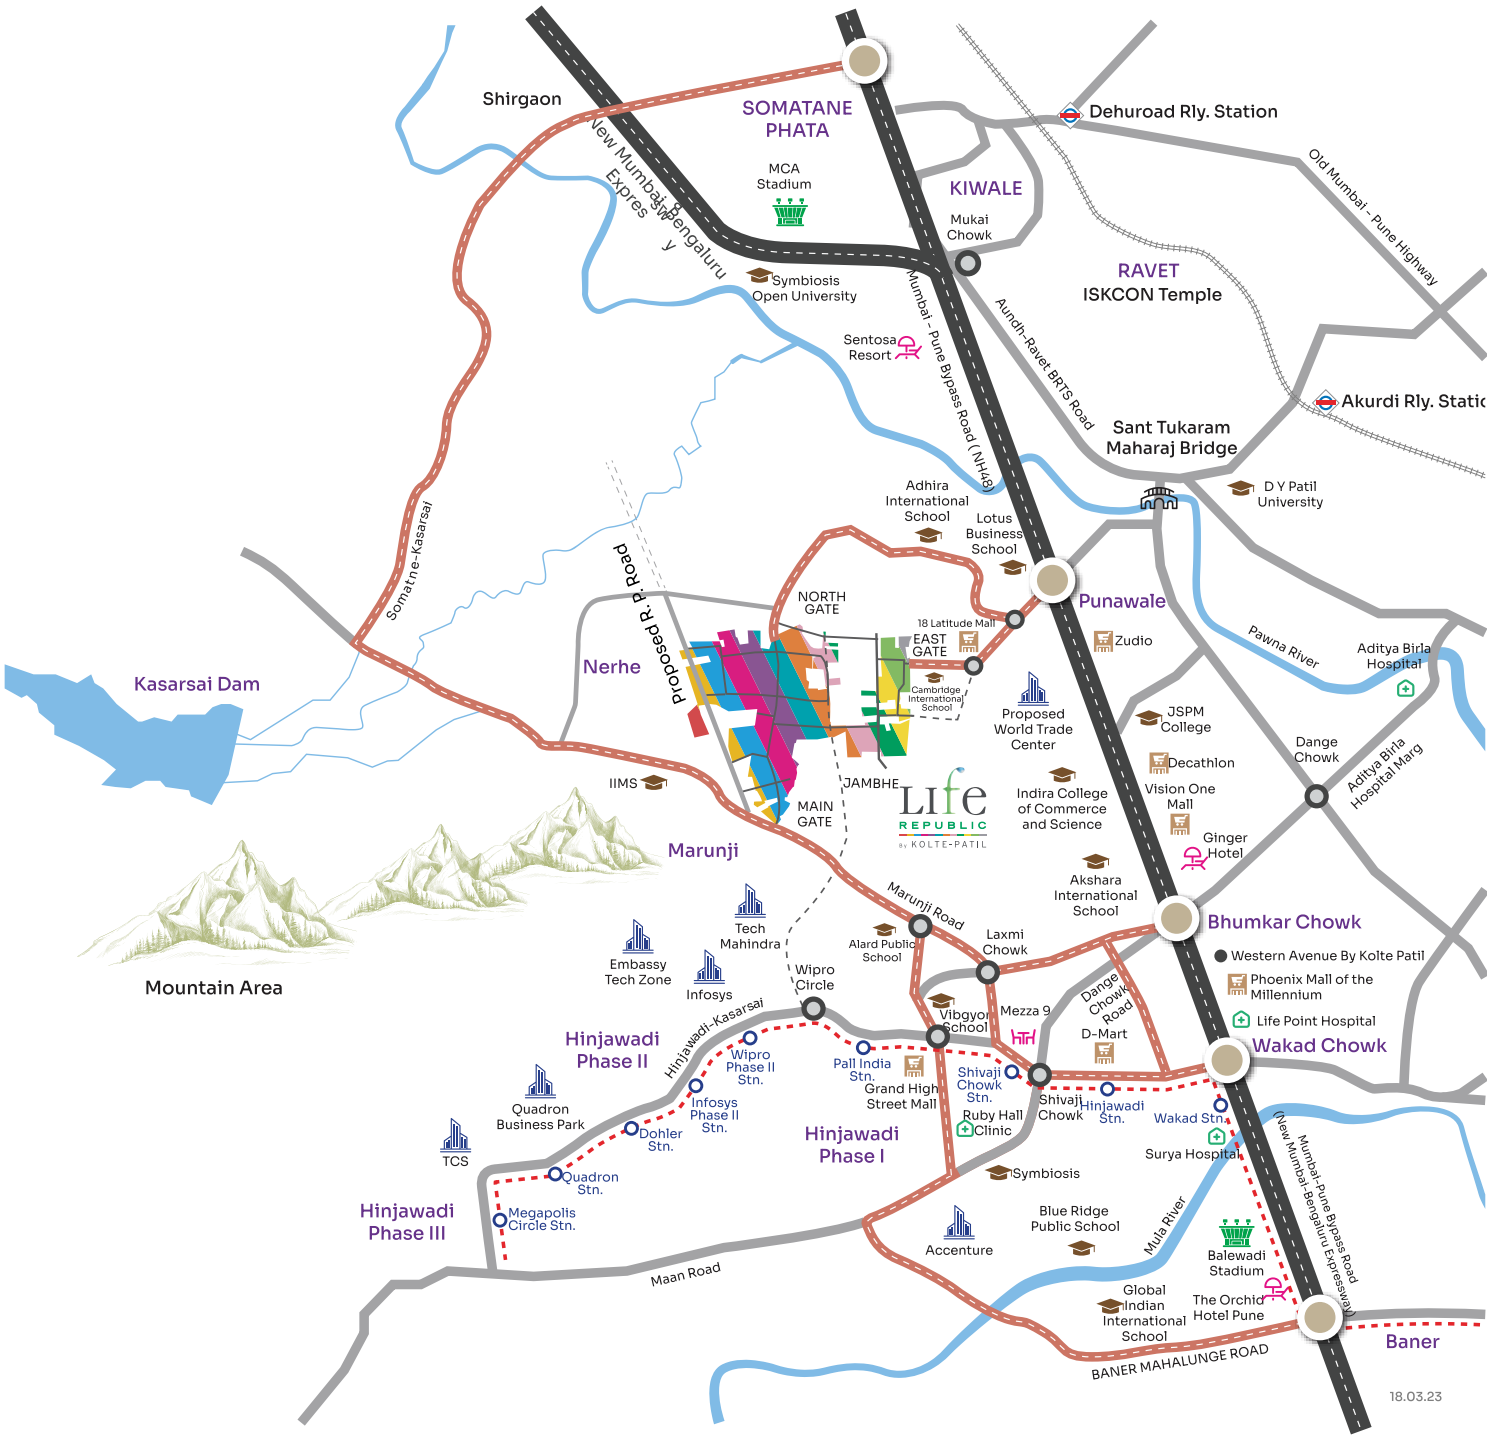 Shirgaon
SOMATANE
PHATA
Dehuroad Rly. Station
New Mumbai-Bengaluru
Expres
sw
y
MCA
Stadium
KIWALE
Mukai
Chowk
Old Mumbai - Pune Highway
RAVET
ISKCON Temple
Symbiosis
Open University
Mumbai - Pune Bypass Road ( NH48)
Aundh-Ravet BRTS Road
Sentosa
Resort
Akurdi Rly. Static
Sant Tukaram
Maharaj Bridge
D Y Patil
University
Adhira
International
School
Lotus
Business
School
Somatne-Kasarsai
Proposed R. P. Road
NORTH
GATE
18 Latitude Mall
EAST
GATE
Punawale
Zudio
Pawna River
Aditya Birla
Hospital
Nerhe
Kasarsai Dam
Cambridge
International
School
Proposed
World Trade
Center
JSPM
College
Dange
Chowk
Aditya Birla
Hospital Marg
Decathlon
Vision One
Mall
IIMS
JAMBHE
MAIN
GATE
LIfe
REPUBLIC
By KOLTE-PATIL
Indira College
of Commerce
and Science
Ginger
Hotel
Marunji
Akshara
International
School
Marunji Road
Bhumkar Chowk
Tech
Mahindra
Alard Public
School
Laxmi
Chowk
Western Avenue By Kolte Patil
Embassy
Tech Zone
Infosys
Wipro
Circle
Phoenix Mall of the
Millennium
Mountain Area
Dange
Chowk
Road
Mezza 9
Vibgyor
School
Life Point Hospital
Hinjawadi-Kasarsai
Hinjawadi
Phase II
D-Mart
Wakad Chowk
Wipro
Phase II
Stn.
Pall India
Stn.
Grand High
Street Mall
Shivaji
Chowk
Stn.
Shivaji
Chowk
Hinjawadi
Stn.
Wakad Stn.
Quadron
Business Park
Infosys
Phase II
Stn.
Dohler
Stn.
Ruby Hall
Clinic
Hinjawadi
Phase I
Surya Hospital
TCS
Quadron
Stn.
Symbiosis
Hinjawadi
Phase III
Megapolis
Circle Stn.
Accenture
Blue Ridge
Public School
Mula River
Mumbai-Pune Bypass Road
(New Mumbai-Bengaluru Expressway)
Balewadi
Stadium
Maan Road
Global
Indian
International
School
The Orchid
Hotel Pune
BANER MAHALUNGE ROAD
Baner
18.03.23